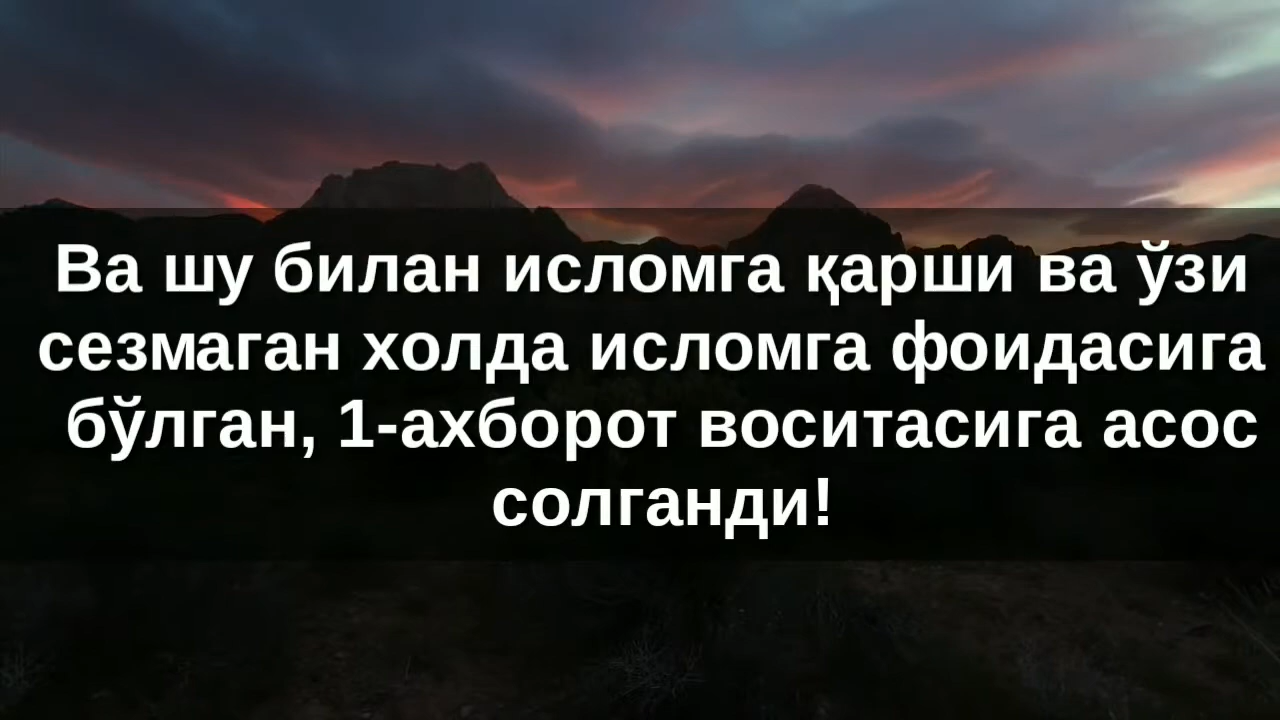 Ва шу билан исломга қарши ва ўзи
сезмаган холда исломга фоидасига
бўлган, 1-ахборот воситасига асос
солганди!